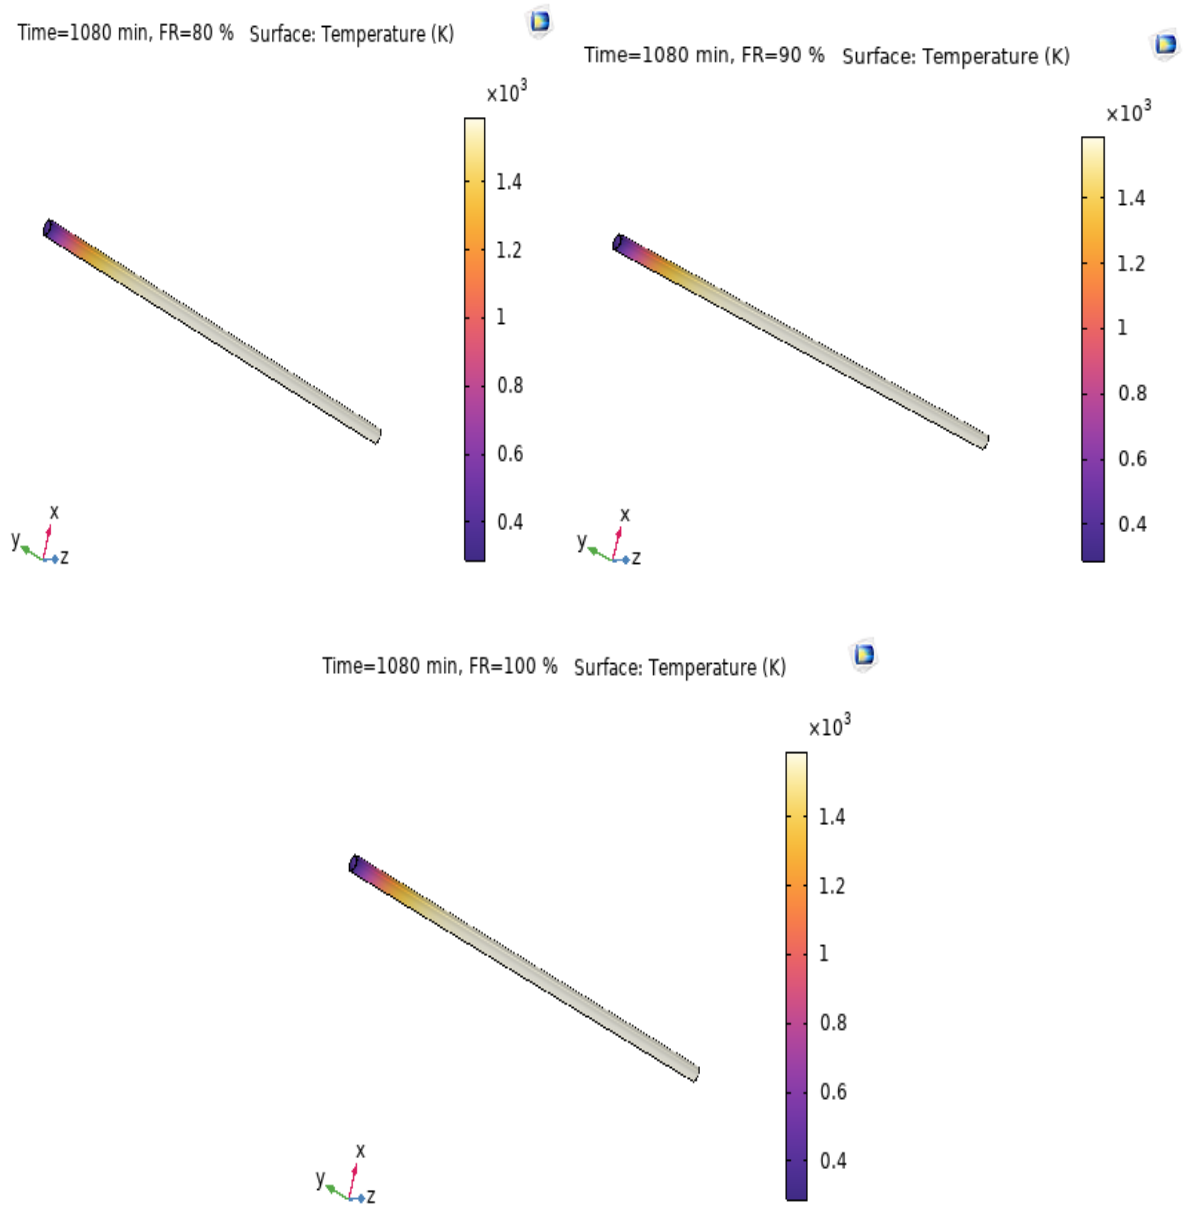 Time=1080 min, FR=80 % Surface: Temperature (K)
×10³
1.4
1.2
1
0.8
0.6
0.4
x
y
z
Time=1080 min, FR=90 % Surface: Temperature (K)
×10³
1.4
1.2
1
0.8
0.6
0.4
x
y
z
Time=1080 min, FR=100 % Surface: Temperature (K)
×10³
1.4
1.2
1
0.8
0.6
0.4
x
y
z